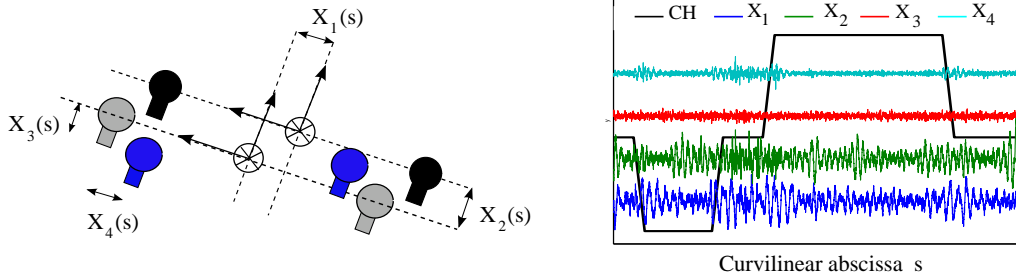 X₁(s)
X₃(s)
X₄(s)
X₂(s)
CH X₁ X₂ X₃ X₄
Curvilinear abscissa s